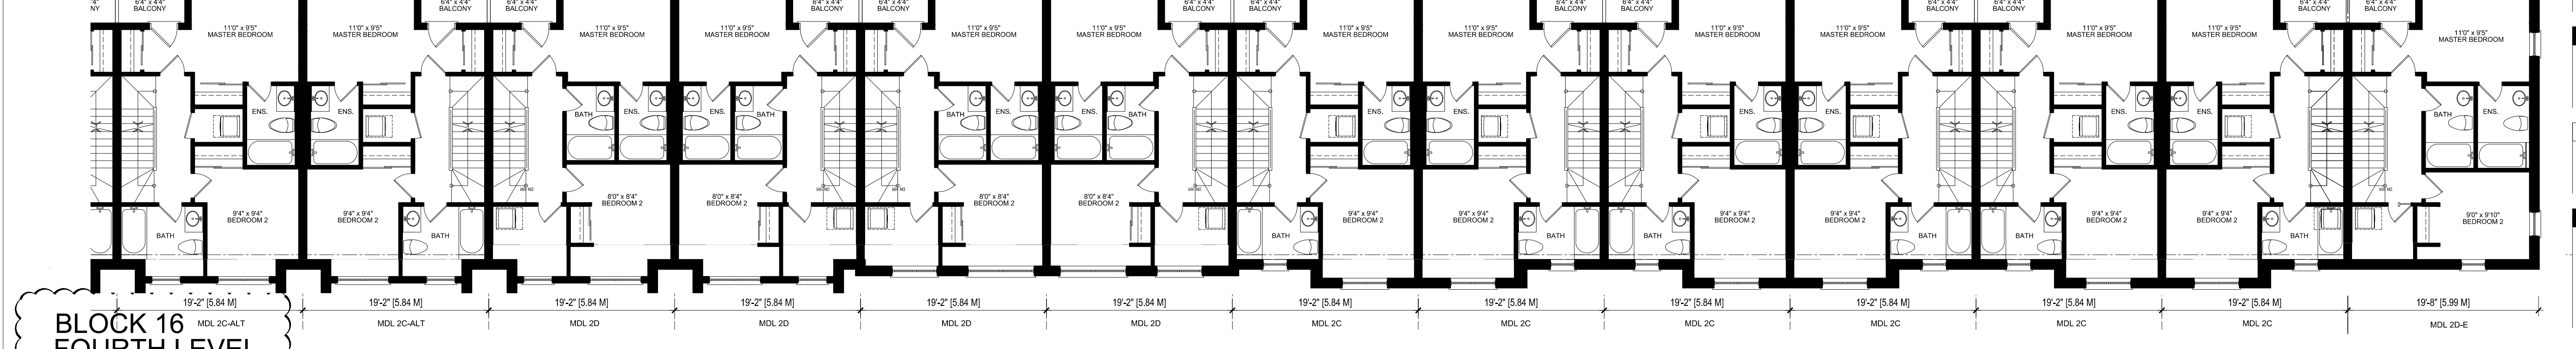 4"
NY
6'4" x 4'4"
BALCONY
6'4" x 4'4"
BALCONY
6'4" x 4'4"
BALCONY
6'4" x 4'4"
BALCONY
6'4" x 4'4"
BALCONY
6'4" x 4'4"
BALCONY
6'4" x 4'4"
BALCONY
6'4" x 4'4"
BALCONY
6'4" x 4'4"
BALCONY
6'4" x 4'4"
BALCONY
6'4" x 4'4"
BALCONY
6'4" x 4'4"
BALCONY
6'4" x 4'4"
BALCONY
11'0" x 9'5"
MASTER BEDROOM
11'0" x 9'5"
MASTER BEDROOM
11'0" x 9'5"
MASTER BEDROOM
11'0" x 9'5"
MASTER BEDROOM
11'0" x 9'5"
MASTER BEDROOM
11'0" x 9'5"
MASTER BEDROOM
11'0" x 9'5"
MASTER BEDROOM
11'0" x 9'5"
MASTER BEDROOM
11'0" x 9'5"
MASTER BEDROOM
11'0" x 9'5"
MASTER BEDROOM
11'0" x 9'5"
MASTER BEDROOM
11'0" x 9'5"
MASTER BEDROOM
11'0" x 9'5"
MASTER BEDROOM
ENS.
ENS.
BATH
ENS.
ENS.
BATH
BATH
ENS.
ENS.
BATH
ENS.
ENS.
ENS.
ENS.
ENS.
ENS.
BATH
ENS.
9'4" x 9'4"
BEDROOM 2
9'4" x 9'4"
BEDROOM 2
8'0" x 8'4"
BEDROOM 2
8'0" x 8'4"
BEDROOM 2
8'0" x 8'4"
BEDROOM 2
8'0" x 8'4"
BEDROOM 2
9'4" x 9'4"
BEDROOM 2
9'4" x 9'4"
BEDROOM 2
9'4" x 9'4"
BEDROOM 2
9'4" x 9'4"
BEDROOM 2
9'4" x 9'4"
BEDROOM 2
9'4" x 9'4"
BEDROOM 2
9'0" x 9'10"
BEDROOM 2
BATH
BATH
BATH
BATH
BATH
BATH
BATH
BATH
19'-2" [5.84 M]
19'-2" [5.84 M]
19'-2" [5.84 M]
19'-2" [5.84 M]
19'-2" [5.84 M]
19'-2" [5.84 M]
19'-2" [5.84 M]
19'-2" [5.84 M]
19'-2" [5.84 M]
19'-2" [5.84 M]
19'-2" [5.84 M]
19'-2" [5.84 M]
19'-8" [5.99 M]
MDL 2C-ALT
MDL 2C-ALT
MDL 2D
MDL 2D
MDL 2D
MDL 2D
MDL 2C
MDL 2C
MDL 2C
MDL 2C
MDL 2C
MDL 2C
MDL 2D-E
BLOCK 16
FOURTH LEVEL